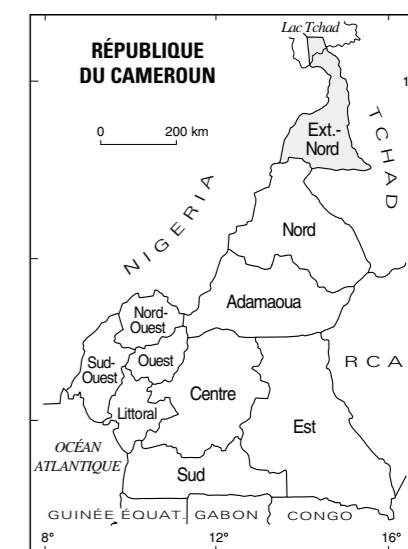 Lac Tchad
RÉPUBLIQUE
DU CAMEROUN
0 200 km
Ext.-
Nord
TCHAD
NIGERIA
Nord
Adamaoua
Nord-
Ouest
Sud-
Ouest
Ouest
RCA
Centre
Littoral
Est
OCÉAN
ATLANTIQUE
Sud
GUINÉE ÉQUAT. GABON CONGO
8° 12° 16°